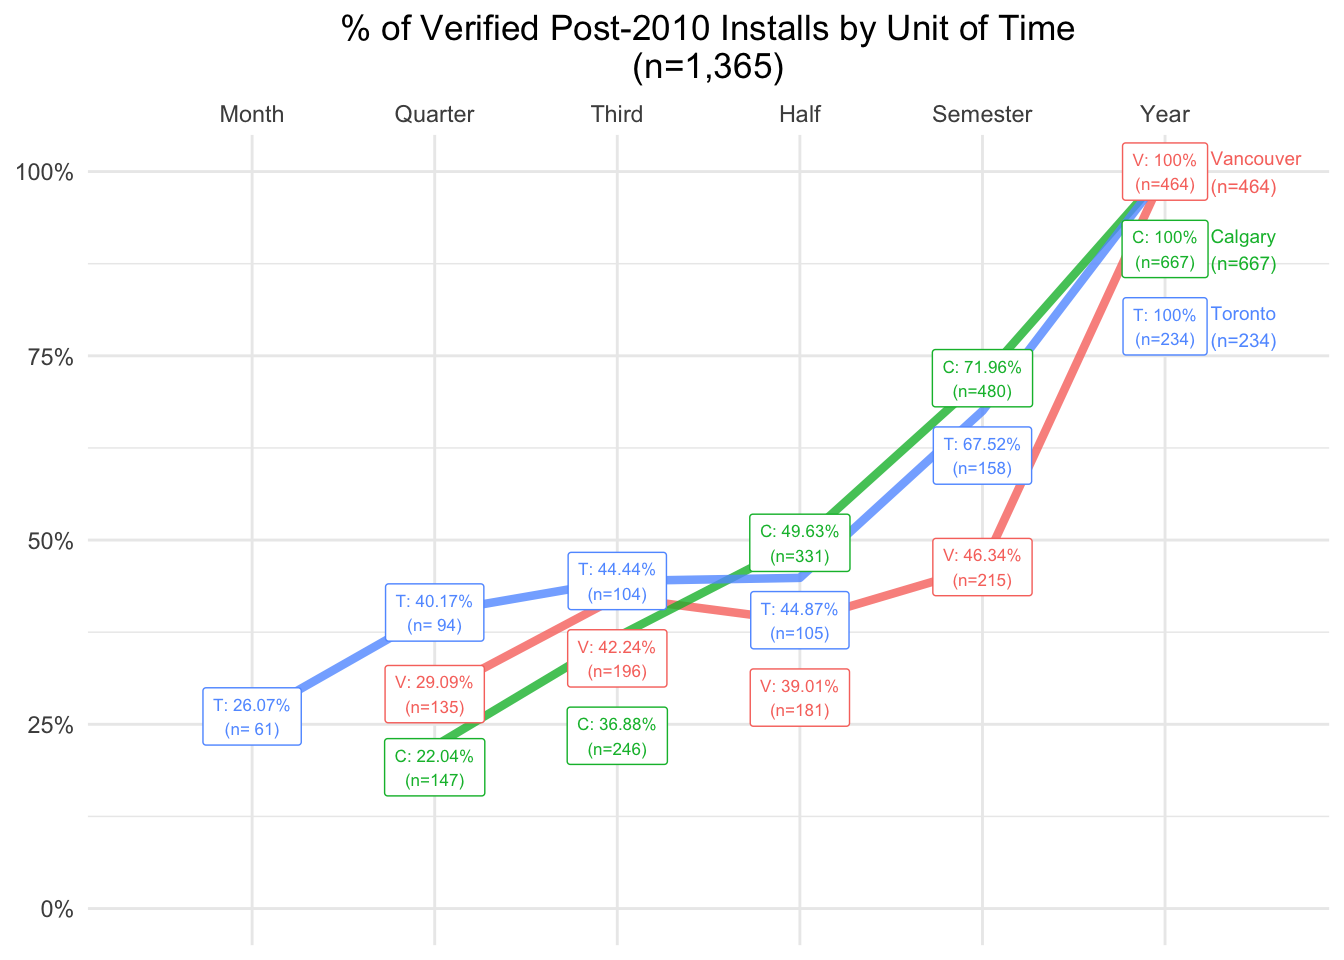 % of Verified Post-2010 Installs by Unit of Time
(n=1,365)
Month Quarter Third Half Semester Year
100%
V: 100%
(n=464)
Vancouver
(n=464)
C: 100%
(n=667)
Calgary
(n=667)
T: 100%
(n=234)
Toronto
(n=234)
75%
C: 71.96%
(n=480)
T: 67.52%
(n=158)
50%
C: 49.63%
(n=331)
V: 46.34%
(n=215)
T: 44.44%
(n=104)
T: 40.17%
(n= 94)
T: 44.87%
(n=105)
V: 42.24%
(n=196)
V: 29.09%
(n=135)
V: 39.01%
(n=181)
25%
T: 26.07%
(n= 61)
C: 36.88%
(n=246)
C: 22.04%
(n=147)
0%